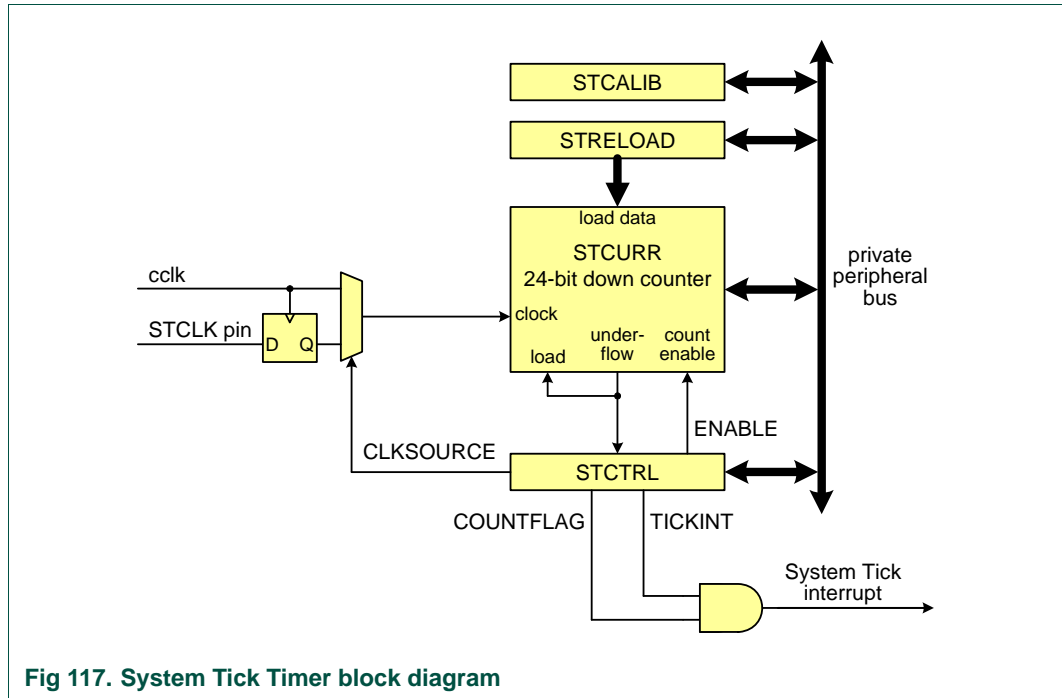 STCALIB
STRELOAD
load data
STCURR
24-bit down counter
private
peripheral
bus
cclk
STCLK pin
D Q
clock
under-
flow
count
enable
load
ENABLE
CLKSOURCE
STCTRL
COUNTFLAG
TICKINT
System Tick
interrupt
Fig 117. System Tick Timer block diagram